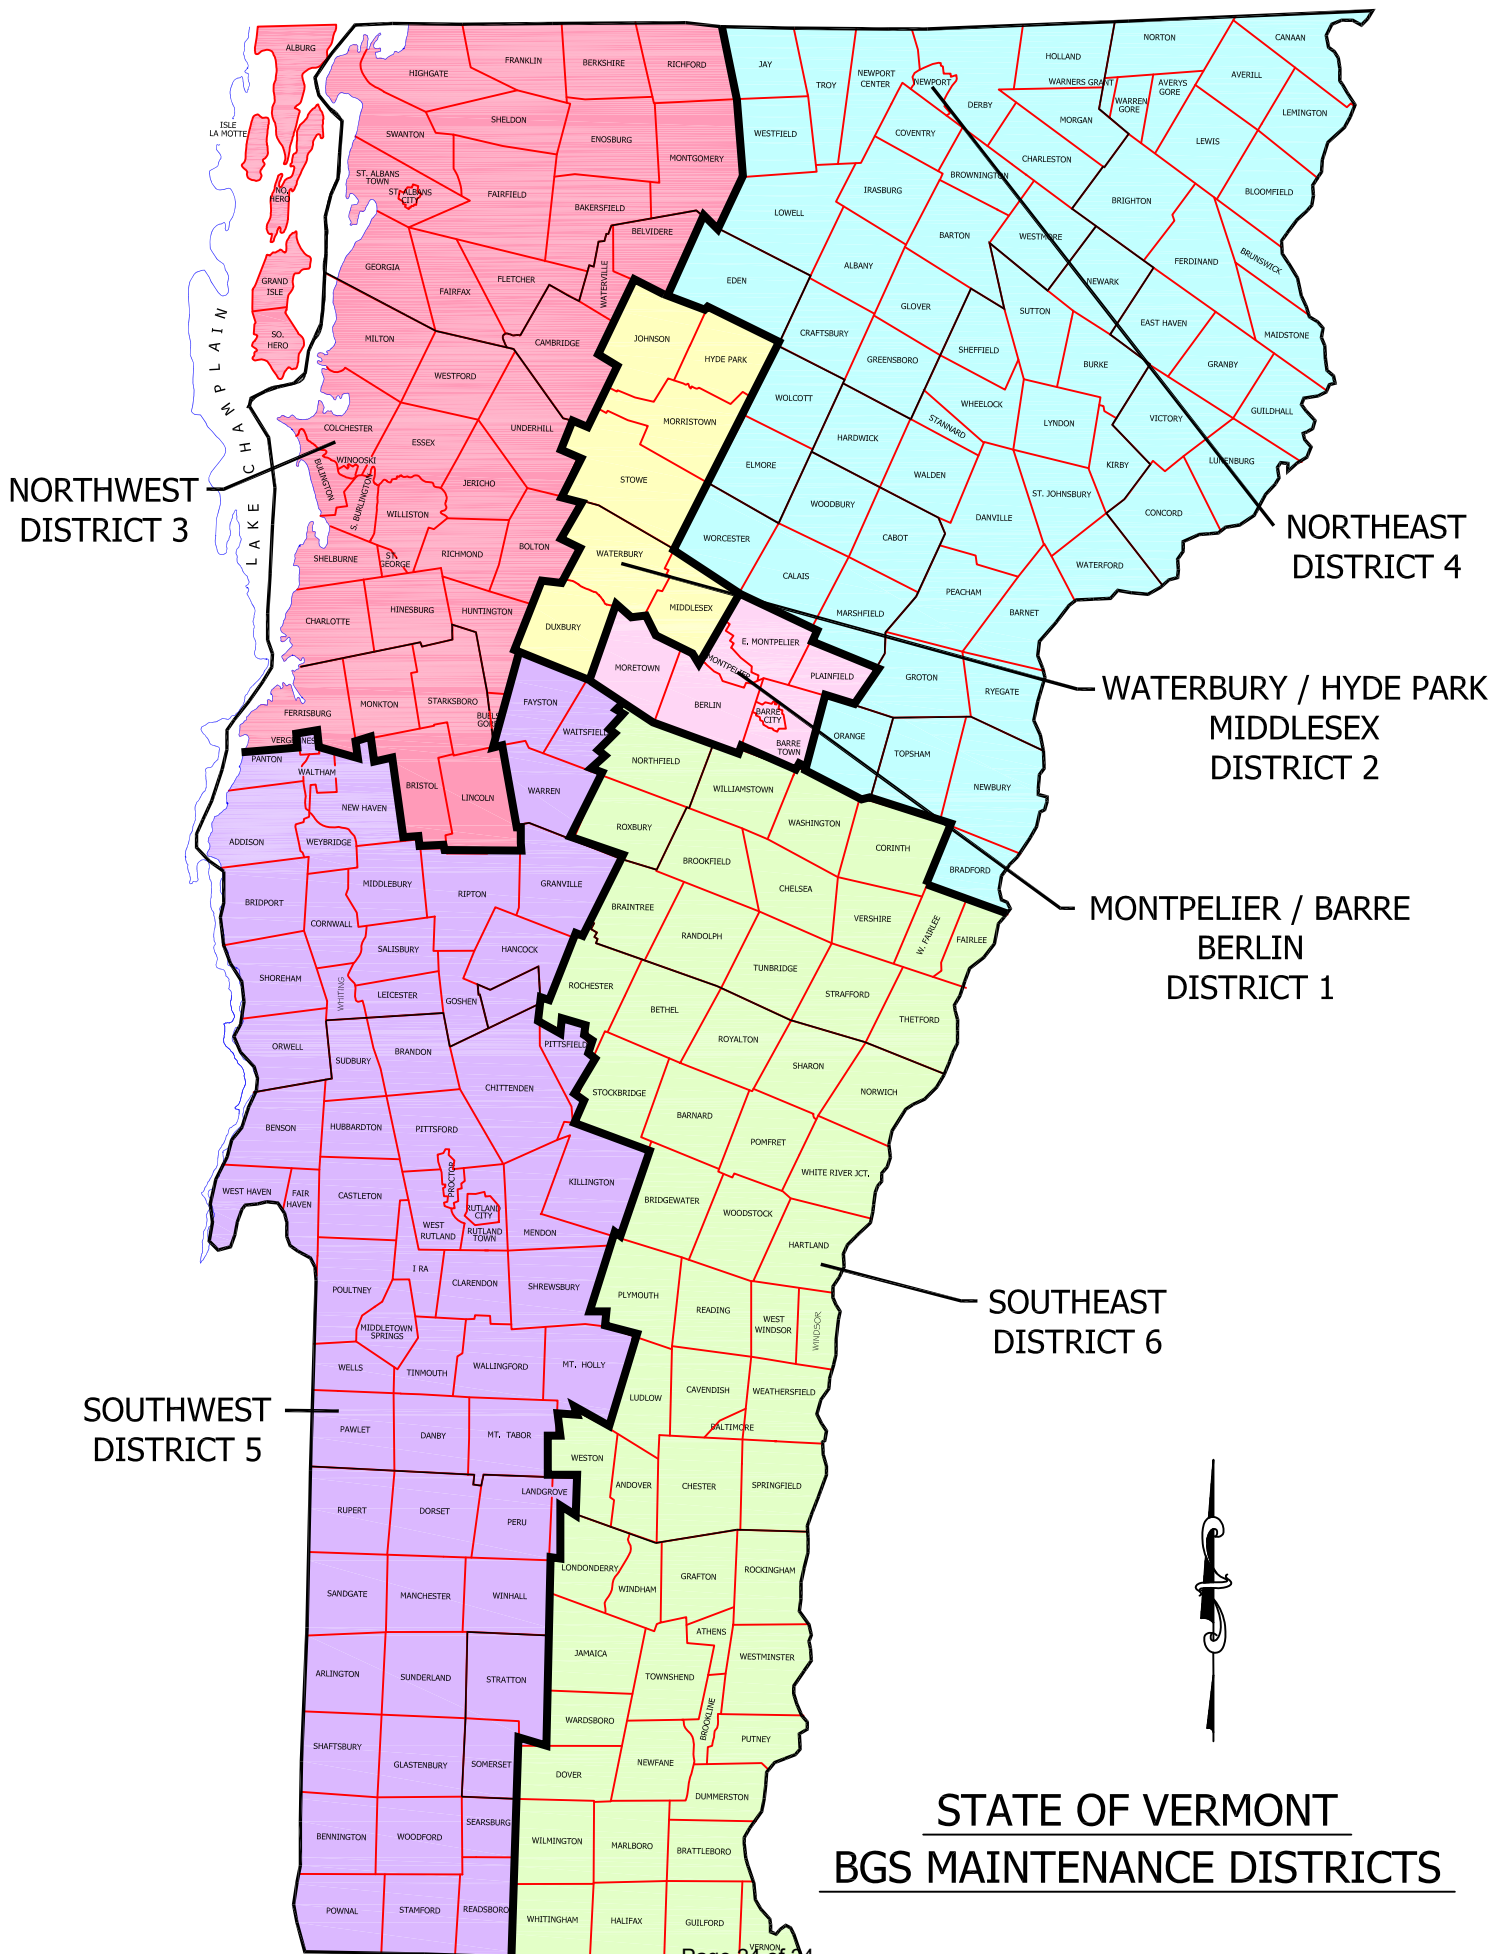 ALBURG
ISLE
LA MOTTE
NO.
HERO
GRAND
ISLE
SO.
HERO
LAKE CHAMPLAIN
HIGHGATE
FRANKLIN
BERKSHIRE
RICHFORD
SWANTON
SHELDON
ENOSBURG
MONTGOMERY
ST. ALBANS
TOWN
ST. ALBANS
CITY
FAIRFIELD
BAKERSFIELD
BELVIDERE
WATERVILLE
GEORGIA
FAIRFAX
FLETCHER
CAMBRIDGE
MILTON
WESTFORD
UNDERHILL
COLCHESTER
ESSEX
WINOOSKI
BULINGTON
S. BURLINGTON
JERICHO
WILLISTON
SHELBURNE
ST.
GEORGE
RICHMOND
BOLTON
CHARLOTTE
HINESBURG
HUNTINGTON
FERRISBURG
MONKTON
STARKSBORO
BUELS
GORE
BRISTOL
LINCOLN
NORTHWEST
DISTRICT 3
JAY
TROY
NEWPORT
CENTER
NEWPORT
DERBY
HOLLAND
WARNERS GRANT
NORTON
CANAAN
WARREN
GORE
AVERYS
GORE
AVERILL
LEMINGTON
WESTFIELD
COVENTRY
MORGAN
CHARLESTON
LEWIS
BLOOMFIELD
LOWELL
IRASBURG
BROWNINGTON
BRIGHTON
BARTON
WESTMORE
FERDINAND
BRUNSWICK
EDEN
ALBANY
GLOVER
NEWARK
SUTTON
EAST HAVEN
MAIDSTONE
CRAFTSBURY
GREENSBORO
SHEFFIELD
BURKE
GRANBY
GUILDHALL
WOLCOTT
HARDWICK
STANNARD
WHEELOCK
LYNDON
VICTORY
LUNENBURG
ELMORE
WALDEN
KIRBY
WOODBURY
ST. JOHNSBURY
CONCORD
WORCESTER
CABOT
DANVILLE
CALAIS
WATERFORD
MARSHFIELD
PEACHAM
BARNET
GROTON
RYEGATE
ORANGE
TOPSHAM
NEWBURY
BRADFORD
NORTHEAST
DISTRICT 4
JOHNSON
HYDE PARK
MORRISTOWN
STOWE
WATERBURY
MIDDLESEX
DUXBURY
WATERBURY / HYDE PARK
MIDDLESEX
DISTRICT 2
E. MONTPELIER
MONTPELIER
MORETOWN
PLAINFIELD
BERLIN
BARRE
CITY
BARRE
TOWN
MONTPELIER / BARRE
BERLIN
DISTRICT 1
FAYSTON
WAITSFIELD
WARREN
VERGENNES
PANTON
WALTHAM
NEW HAVEN
ADDISON
WEYBRIDGE
BRIDPORT
MIDDLEBURY
RIPTON
GRANVILLE
CORNWALL
SALISBURY
HANCOCK
SHOREHAM
WHITING
LEICESTER
GOSHEN
ORWELL
SUDBURY
BRANDON
PITTSFIELD
CHITTENDEN
BENSON
HUBBARDTON
PITTSFORD
WEST HAVEN
FAIR
HAVEN
CASTLETON
PROCTOR
KILLINGTON
RUTLAND
CITY
WEST
RUTLAND
RUTLAND
TOWN
MENDON
POULTNEY
I RA
CLARENDON
SHREWSBURY
MIDDLETOWN
SPRINGS
WELLS
TINMOUTH
WALLINGFORD
MT. HOLLY
PAWLET
DANBY
MT. TABOR
LANDGROVE
RUPERT
DORSET
PERU
SANDGATE
MANCHESTER
WINHALL
ARLINGTON
SUNDERLAND
STRATTON
SHAFTSBURY
GLASTENBURY
SOMERSET
BENNINGTON
WOODFORD
SEARSBURG
POWNAL
STAMFORD
READSBORO
SOUTHWEST
DISTRICT 5
NORTHFIELD
WILLIAMSTOWN
WASHINGTON
CORINTH
ROXBURY
BROOKFIELD
CHELSEA
VERSHIRE
W. FAIRLEE
FAIRLEE
BRAINTREE
RANDOLPH
TUNBRIDGE
STRAFFORD
THETFORD
ROCHESTER
BETHEL
ROYALTON
SHARON
NORWICH
STOCKBRIDGE
BARNARD
POMFRET
WHITE RIVER JCT.
BRIDGEWATER
WOODSTOCK
HARTLAND
PLYMOUTH
READING
WEST
WINDSOR
WINDSOR
LUDLOW
CAVENDISH
WEATHERSFIELD
BALTIMORE
WESTON
ANDOVER
CHESTER
SPRINGFIELD
LONDONDERRY
WINDHAM
GRAFTON
ROCKINGHAM
JAMAICA
ATHENS
TOWNSHEND
WESTMINSTER
WARDSBORO
BROOKLINE
PUTNEY
DOVER
NEWFANE
DUMMERSTON
WILMINGTON
MARLBORO
BRATTLEBORO
WHITINGHAM
HALIFAX
GUILFORD
VERNON
SOUTHEAST
DISTRICT 6
STATE OF VERMONT
BGS MAINTENANCE DISTRICTS
Page 24 of 24